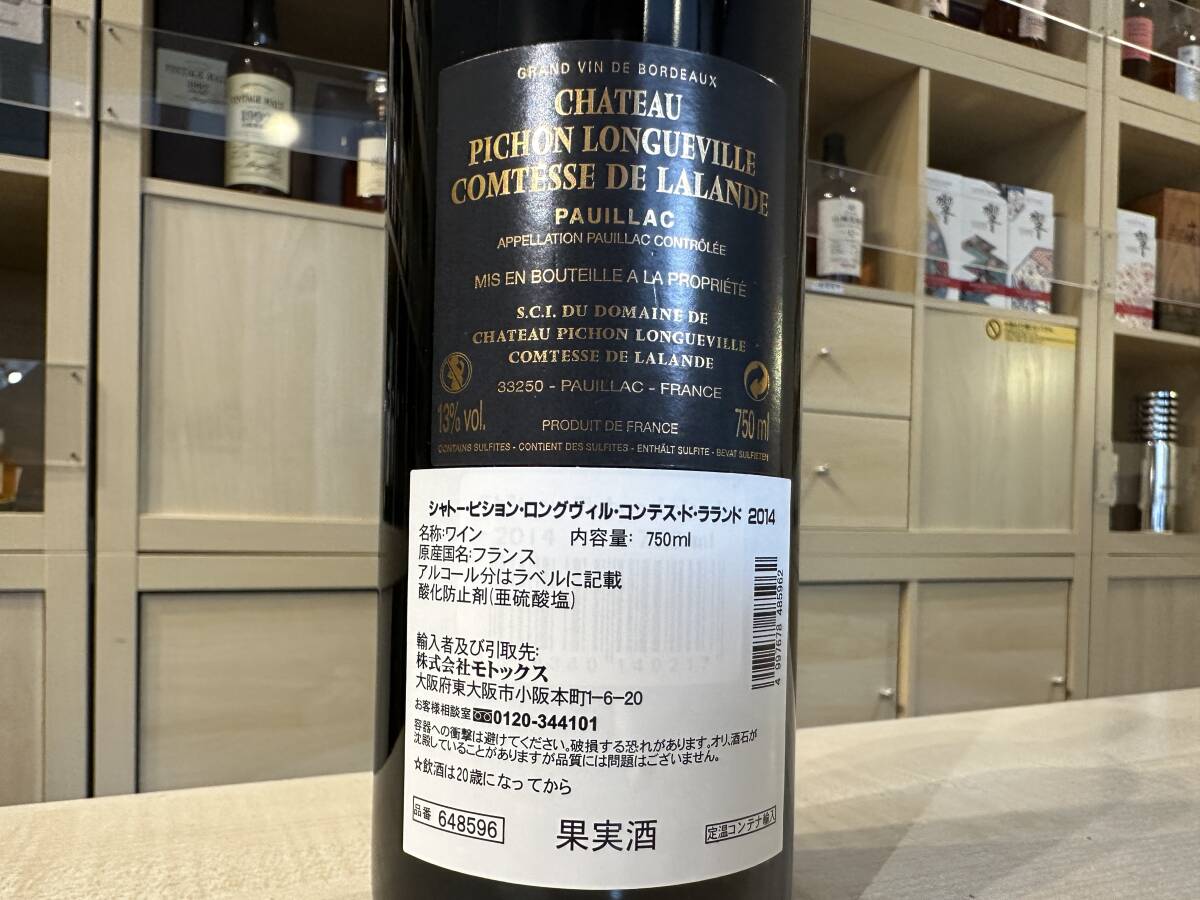 GRAND VIN DE BORDEAUX
CHATEAU
PICHON LONGUEVILLE
COMTESSE DE LALANDE
PAUILLAC
APPELLATION PAUILLAC CONTRÔLÉE
MIS EN BOUTEILLE A LA PROPRIÉTÉ
S.C.I. DU DOMAINE DE
CHATEAU PICHON LONGUEVILLE
COMTESSE DE LALANDE
33250 - PAUILLAC - FRANCE
13% vol.
PRODUIT DE FRANCE
750 ml
CONTAINS SULFITES - CONTIENT DES SULFITES - ENTHÄLT SULFITE - BEVAT SULFIETEN
シャトー・ピション・ロングヴィル・コンテス・ド・ラランド 2014
名称:ワイン 内容量: 750ml
原産国名:フランス
アルコール分はラベルに記載
酸化防止剤(亜硫酸塩)
輸入者及び引取先:
株式会社モトックス
大阪府東大阪市小阪本町1-6-20
お客様相談室 0120-344101
容器への衝撃は避けてください。破損する恐れがあります。オリ、酒石が
沈殿していることがありますが品質には問題はございません。
☆飲酒は20歳になってから
品番 648596
果実酒
定温コンテナ輸入
4 997678 485962
VINTAGE MALT
1997